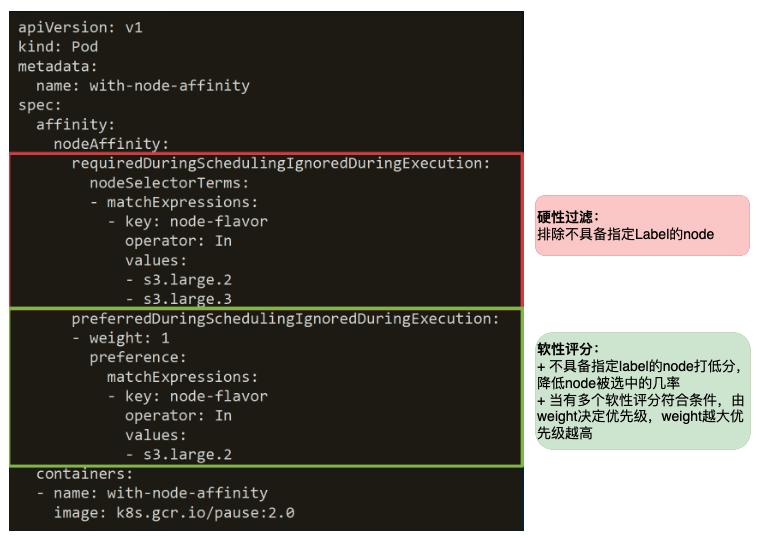 apiVersion: v1
kind: Pod
metadata:
  name: with-node-affinity
spec:
  affinity:
    nodeAffinity:
      requiredDuringSchedulingIgnoredDuringExecution:
        nodeSelectorTerms:
        - matchExpressions:
          - key: node-flavor
            operator: In
            values:
            - s3.large.2
            - s3.large.3
      preferredDuringSchedulingIgnoredDuringExecution:
      - weight: 1
        preference:
          matchExpressions:
          - key: node-flavor
            operator: In
            values:
            - s3.large.2
  containers:
  - name: with-node-affinity
    image: k8s.gcr.io/pause:2.0
硬性过滤：
排除不具备指定Label的node
软性评分：
+ 不具备指定label的node打低分，
降低node被选中的几率
+ 当有多个软性评分符合条件，由
weight决定优先级，weight越大优
先级越高